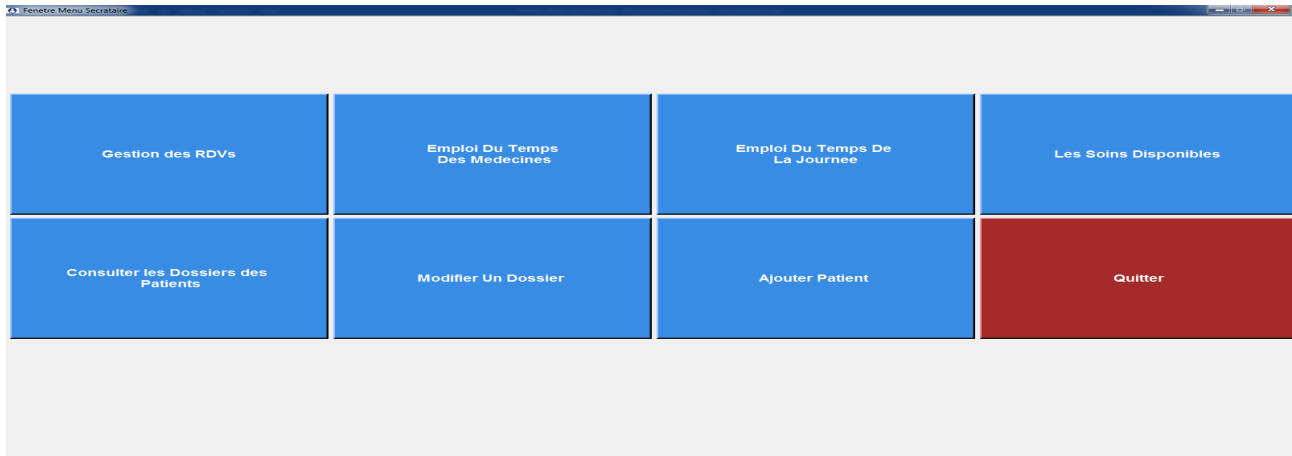 Fenetre Menu Secrataire
Gestion des RDVs
Emploi Du Temps
Des Medecines
Emploi Du Temps De
La Journee
Les Soins Disponibles
Consulter les Dossiers des
Patients
Modifier Un Dossier
Ajouter Patient
Quitter